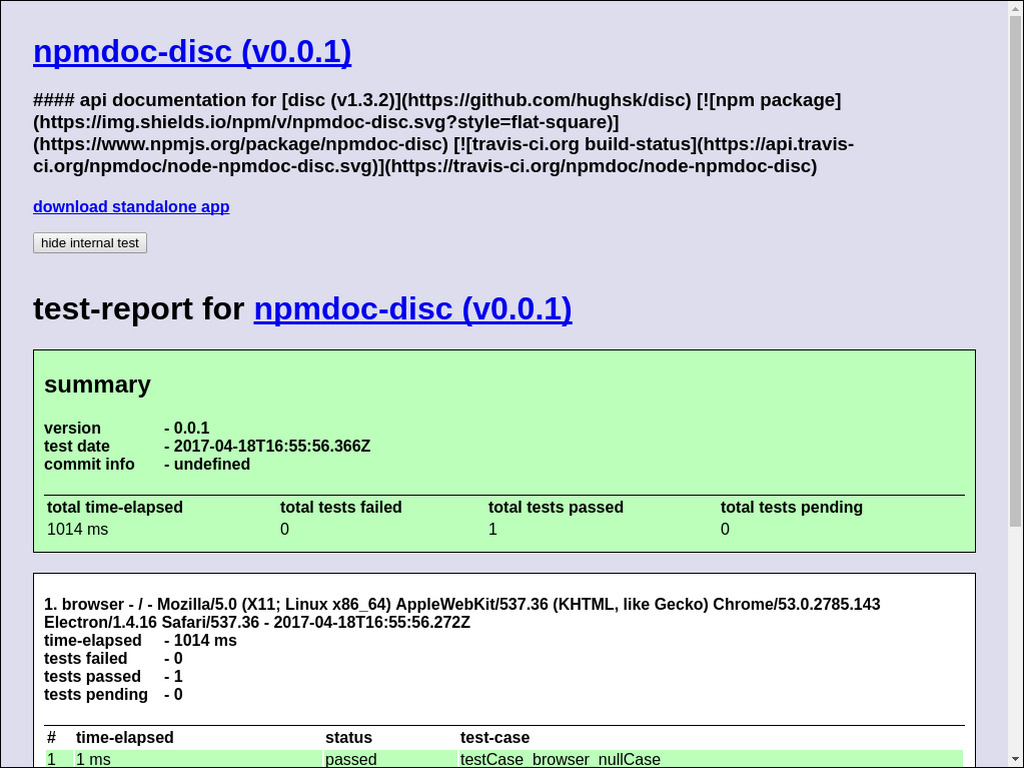 npmdoc-disc (v0.0.1)
#### api documentation for [disc (v1.3.2)](https://github.com/hughsk/disc) [![npm package]
(https://img.shields.io/npm/v/npmdoc-disc.svg?style=flat-square)]
(https://www.npmjs.org/package/npmdoc-disc) [![travis-ci.org build-status](https://api.travis-
ci.org/npmdoc/node-npmdoc-disc.svg)](https://travis-ci.org/npmdoc/node-npmdoc-disc)
download standalone app
hide internal test
test-report for npmdoc-disc (v0.0.1)
summary
version - 0.0.1
test date - 2017-04-18T16:55:56.366Z
commit info - undefined
total time-elapsed total tests failed total tests passed total tests pending
1014 ms 0 1 0
1. browser - / - Mozilla/5.0 (X11; Linux x86_64) AppleWebKit/537.36 (KHTML, like Gecko) Chrome/53.0.2785.143
Electron/1.4.16 Safari/537.36 - 2017-04-18T16:55:56.272Z
time-elapsed - 1014 ms
tests failed - 0
tests passed - 1
tests pending - 0
# time-elapsed status test-case
1 1 ms passed testCase_browser_nullCase